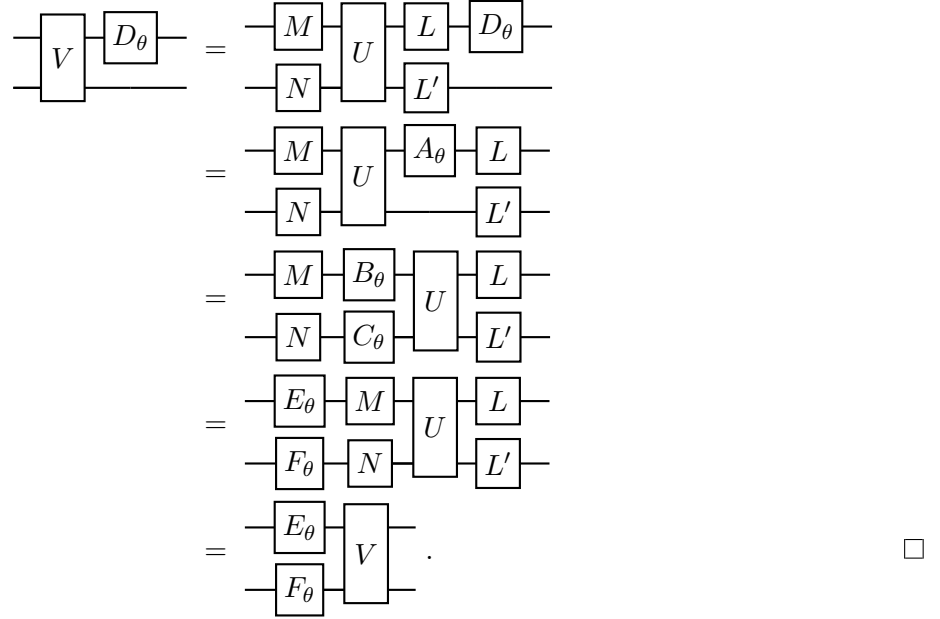 V D_θ = M U L D_θ
N L'
= M U A_θ L
N L'
= M B_θ U L
N C_θ L'
= E_θ M U L
F_θ N L'
= E_θ V .
F_θ □